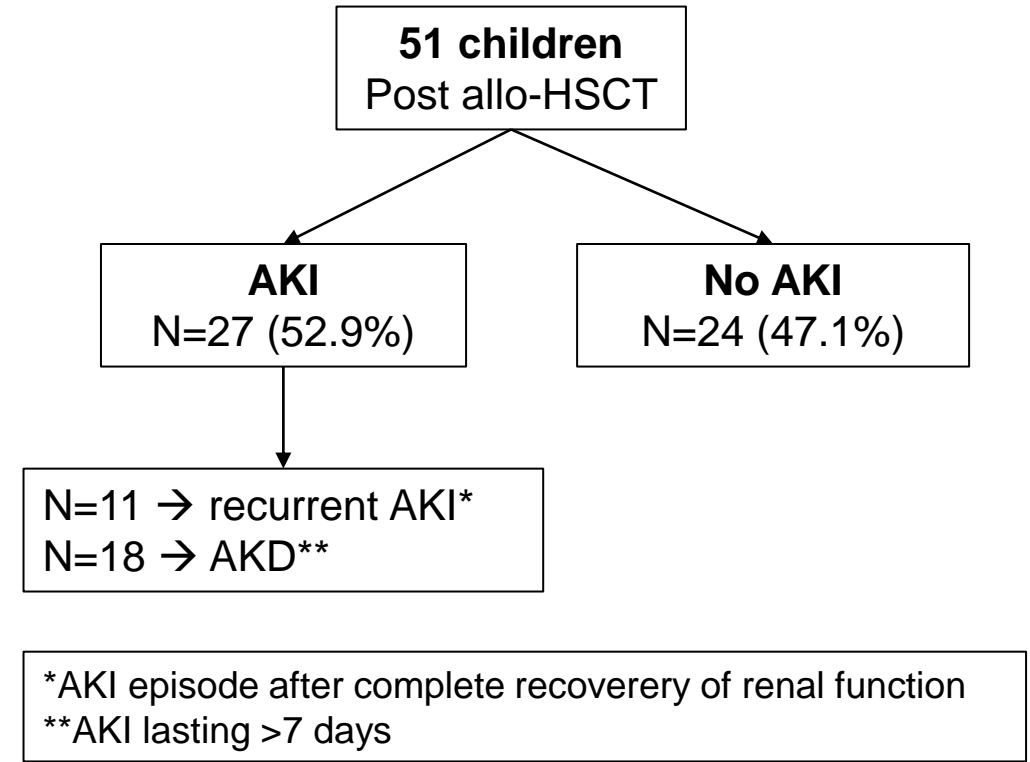 51 children
Post allo-HSCT
AKI
N=27 (52.9%)
No AKI
N=24 (47.1%)
N=11 → recurrent AKI*
N=18 → AKD**
*AKI episode after complete recoverery of renal function
**AKI lasting >7 days